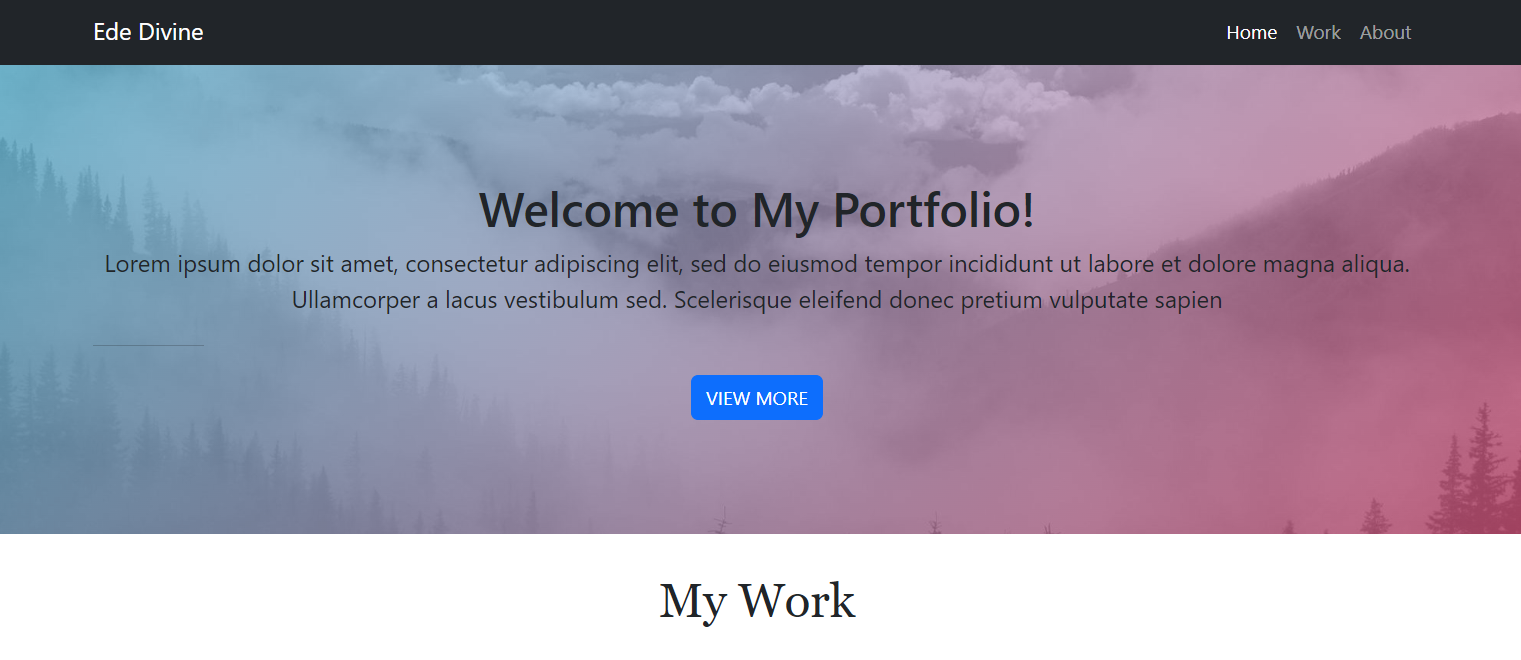 Ede Divine
Home Work About
Welcome to My Portfolio!
Lorem ipsum dolor sit amet, consectetur adipiscing elit, sed do eiusmod tempor incididunt ut labore et dolore magna aliqua.
Ullamcorper a lacus vestibulum sed. Scelerisque eleifend donec pretium vulputate sapien
VIEW MORE
My Work